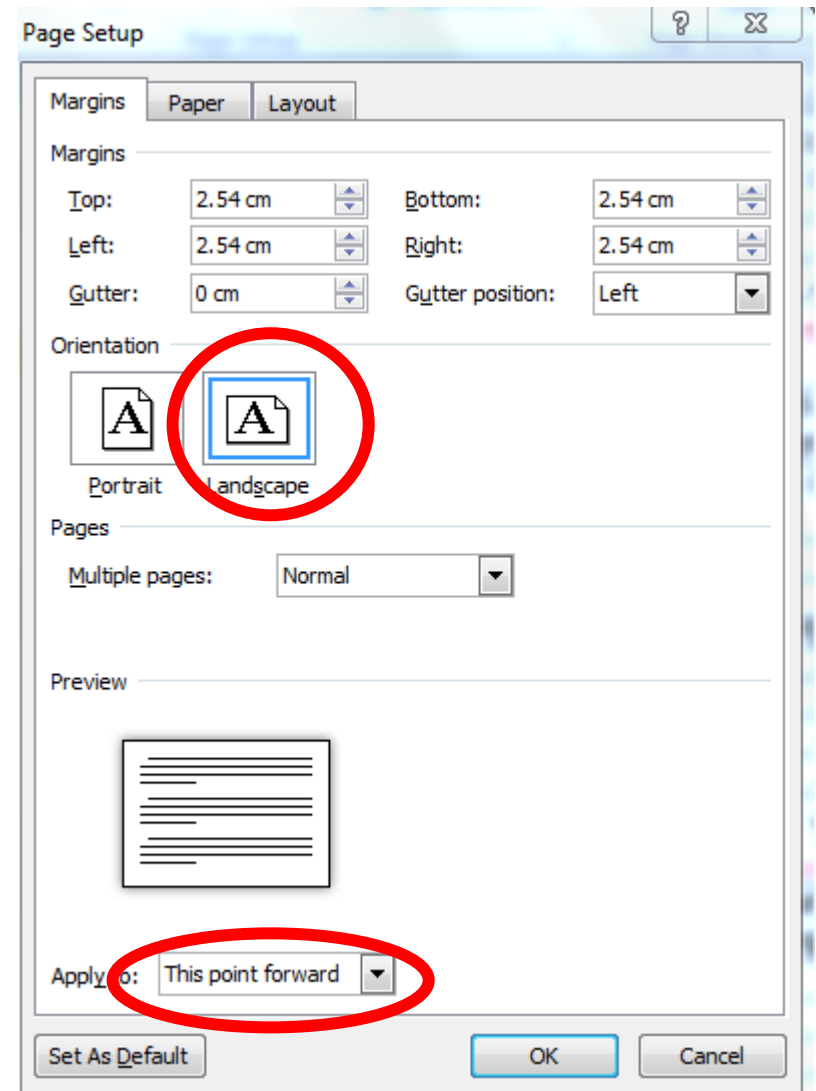 Page Setup
Margins Paper Layout
Margins
Top: 2.54 cm Bottom: 2.54 cm
Left: 2.54 cm Right: 2.54 cm
Gutter: 0 cm Gutter position: Left
Orientation
A A
Portrait Landscape
Pages
Multiple pages: Normal
Preview
Apply to: This point forward
Set As Default OK Cancel